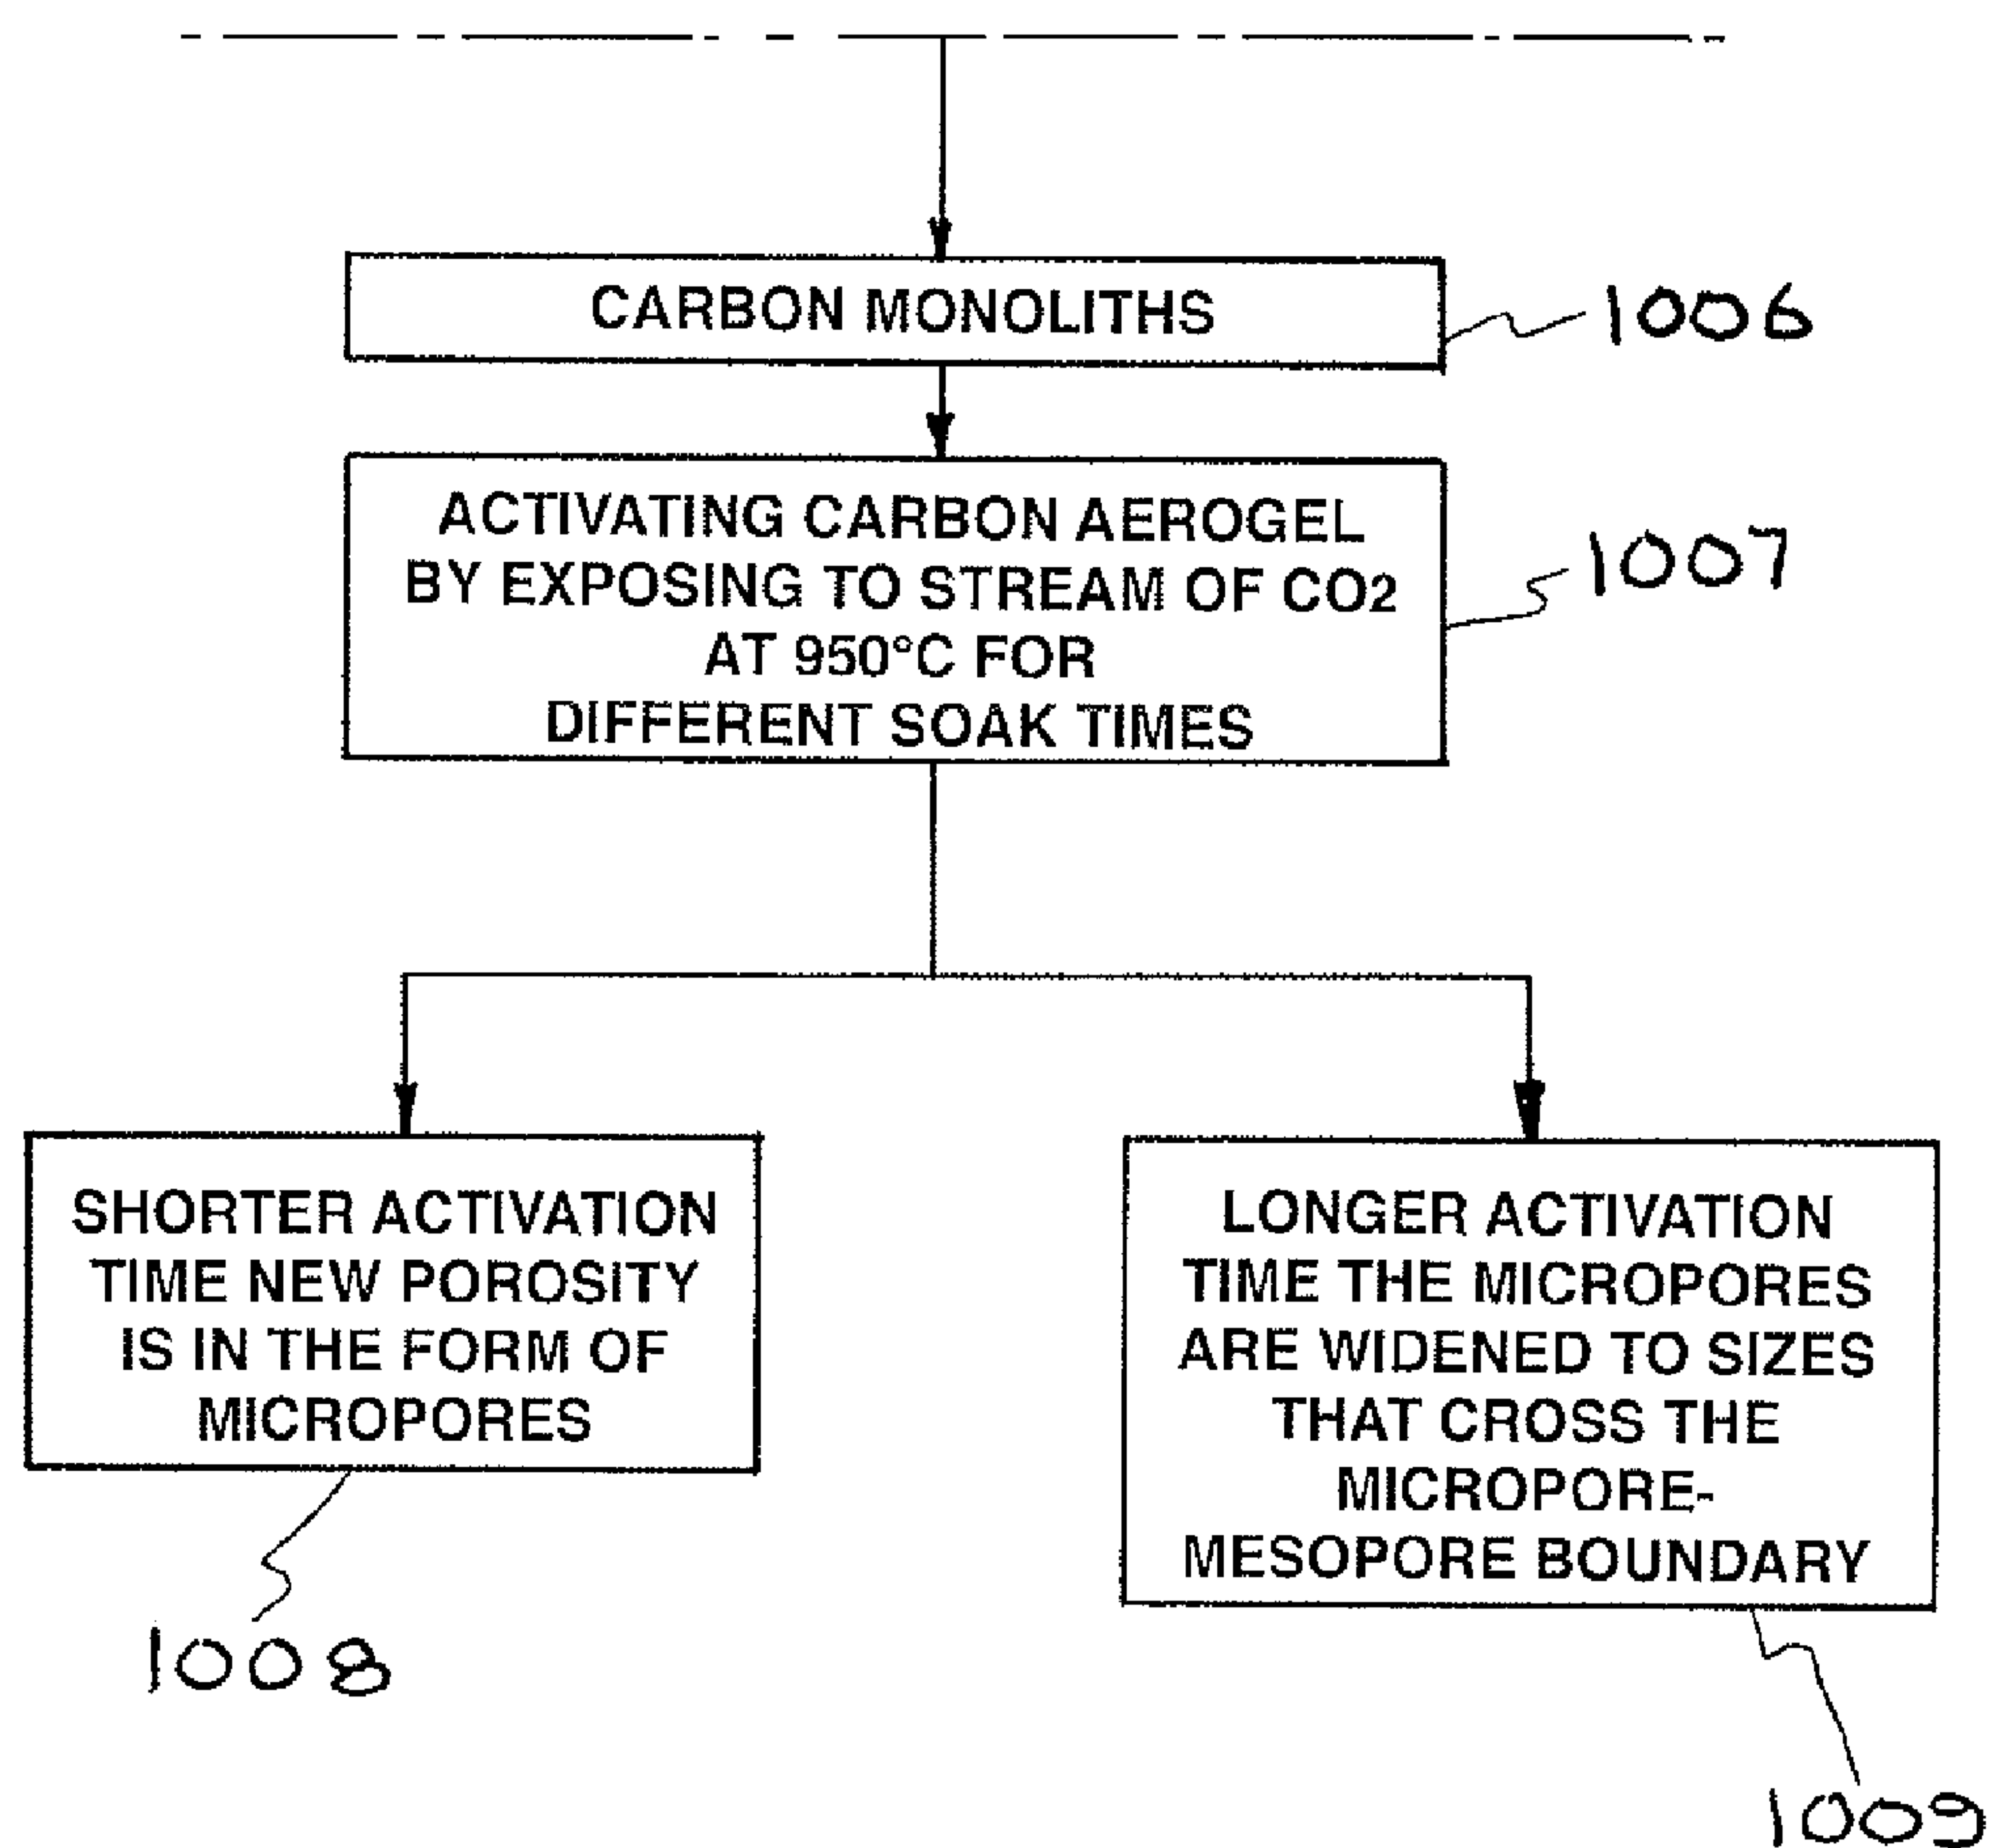 CARBON MONOLITHS
1006
ACTIVATING CARBON AEROGEL
BY EXPOSING TO STREAM OF CO2
AT 950°C FOR
DIFFERENT SOAK TIMES
1007
SHORTER ACTIVATION
TIME NEW POROSITY
IS IN THE FORM OF
MICROPORES
1008
LONGER ACTIVATION
TIME THE MICROPORES
ARE WIDENED TO SIZES
THAT CROSS THE
MICROPORE-
MESOPORE BOUNDARY
1009